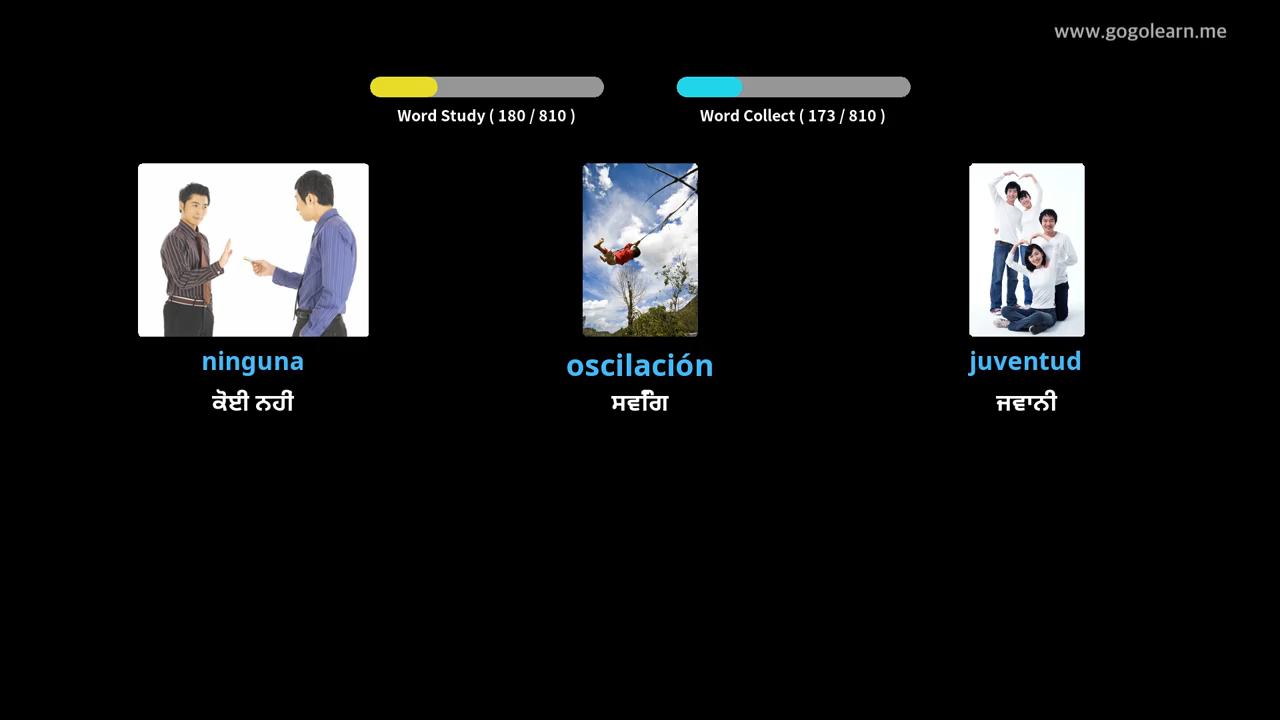 www.gogolearn.me
Word Study ( 180 / 810 )
Word Collect ( 173 / 810 )
ninguna
oscilación
juventud
ਕੋਈ ਨਹੀ
ਸਵਿੰਗ
ਜਵਾਨੀ